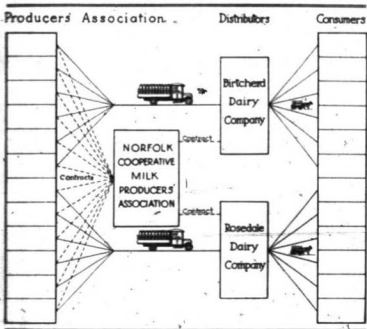 Producers' Association Distributors Consumers
Birtcherd
Dairy
Company
Contract
NORFOLK
COOPERATIVE
MILK
PRODUCERS'
ASSOCIATION
Contracts
Contract
Rosedale
Dairy
Company